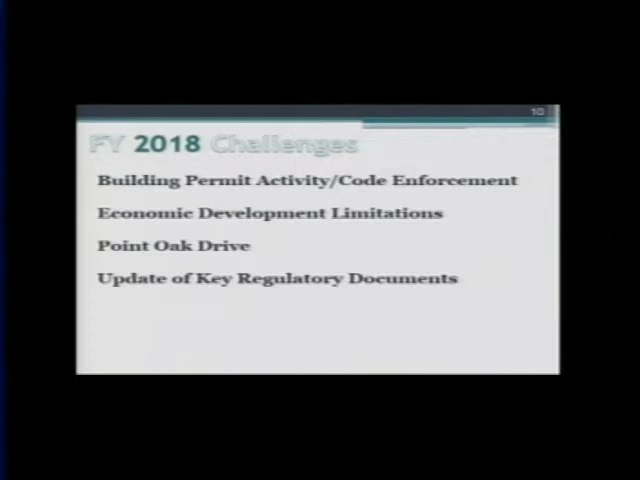 10
FY 2018 Challenges
Building Permit Activity/Code Enforcement
Economic Development Limitations
Point Oak Drive
Update of Key Regulatory Documents